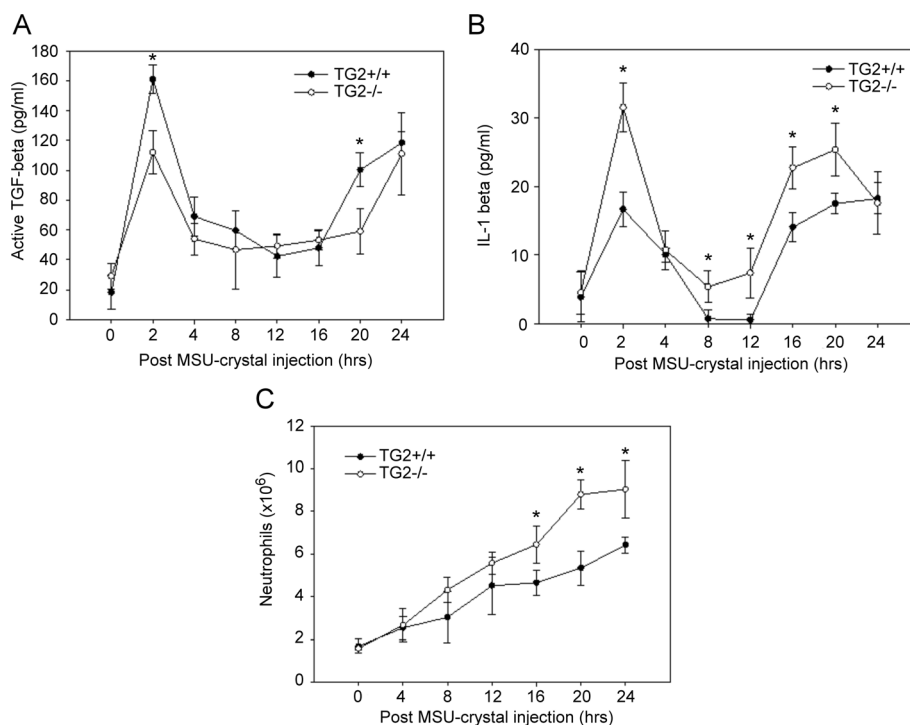 A
180
160
140
120
100
80
60
40
20
0
Active TGF-beta (pg/ml)
*
*
TG2+/+
TG2-/-
0 2 4 8 12 16 20 24
Post MSU-crystal injection (hrs)
B
40
30
20
10
0
IL-1 beta (pg/ml)
*
*
*
*
*
TG2+/+
TG2-/-
0 2 4 8 12 16 20 24
Post MSU-crystal injection (hrs)
C
12
10
8
6
4
2
0
Neutrophils (x10⁶)
TG2+/+
TG2-/-
*
*
*
0 4 8 12 16 20 24
Post MSU-crystal injection (hrs)